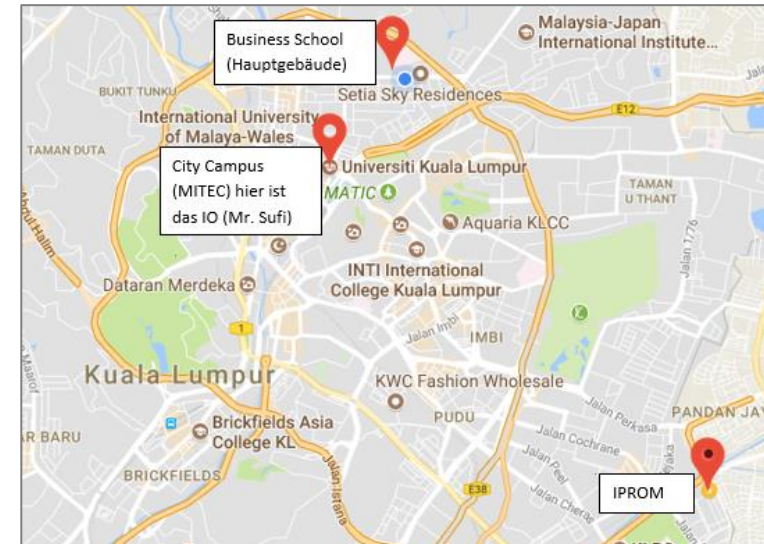 Malaysia-Japan
International Institute...
Business School
(Hauptgebäude)
BUKIT TUNKU
Setia Sky Residences
E12
International University
of Malaya-Wales
TAMAN DUTA
Universiti Kuala Lumpur
City Campus
(MITEC) hier ist
das IO (Mr. Sufi)
MATIC
TAMAN
U THANT
Jalan 1/76
Aquaria KLCC
INTI International
College Kuala Lumpur
Dataran Merdeka
1
Jalan Imbi
IMBI
Kuala Lumpur
KWC Fashion Wholesale
PUDU
Jalan Perkasa
PANDAN JAY
Brickfields Asia
College KL
AR BARU
Jalan Cochrane
Jalan Peel
BRICKFIELDS
Jalan Istana
E38
Jalan Cheras
IPROM